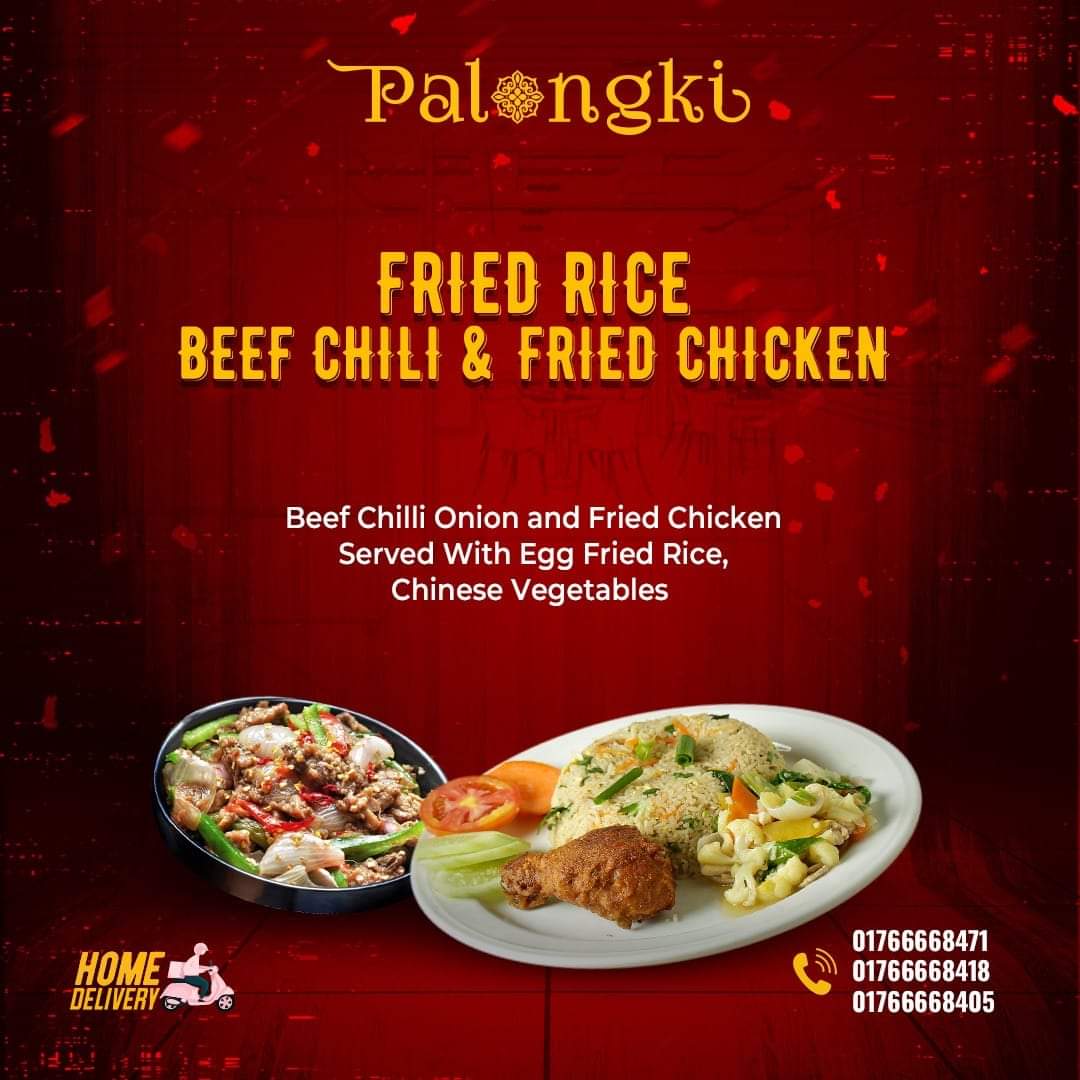 Palongki
FRIED RICE
BEEF CHILI & FRIED CHICKEN
Beef Chilli Onion and Fried Chicken
Served With Egg Fried Rice,
Chinese Vegetables
HOME
DELIVERY
01766668471
01766668418
01766668405